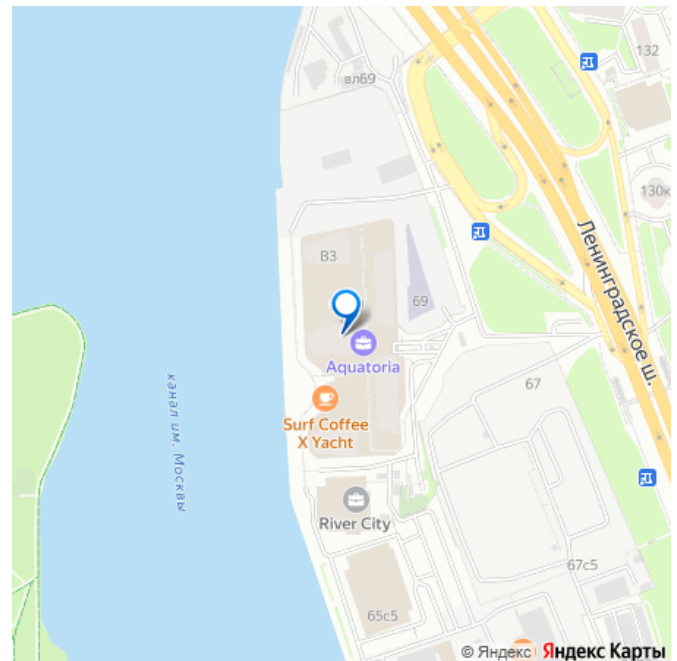 132
вл69
130к
Ленинградское ш.
В3
69
Aquatoria
67
канал им. Москвы
Surf Coffee
X Yacht
River City
67с5
65с5
© Яндекс Яндекс Карты